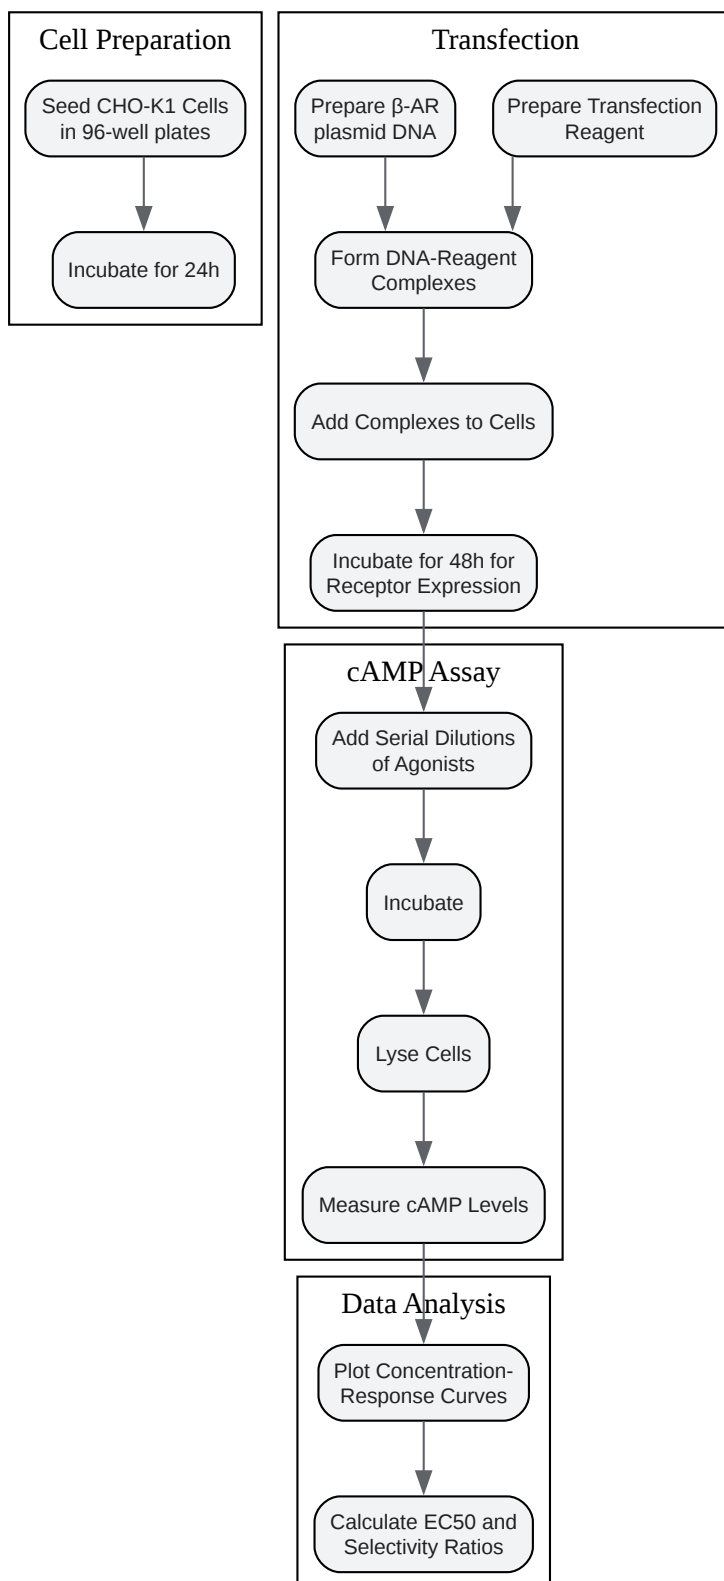 Cell Preparation
Seed CHO-K1 Cells
in 96-well plates
Incubate for 24h
Transfection
Prepare β-AR
plasmid DNA
Prepare Transfection
Reagent
Form DNA-Reagent
Complexes
Add Complexes to Cells
Incubate for 48h for
Receptor Expression
cAMP Assay
Add Serial Dilutions
of Agonists
Incubate
Lyse Cells
Measure cAMP Levels
Data Analysis
Plot Concentration-
Response Curves
Calculate EC50 and
Selectivity Ratios